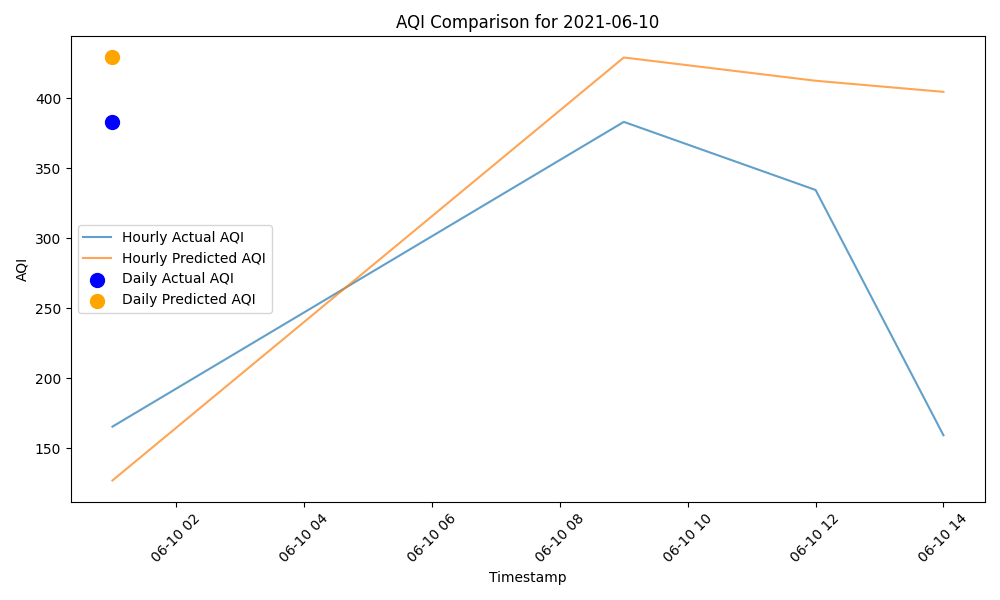 AQI Comparison for 2021-06-10
AQI
400
350
300
250
200
150
Hourly Actual AQI
Hourly Predicted AQI
Daily Actual AQI
Daily Predicted AQI
06-10 02
06-10 04
06-10 06
06-10 08
06-10 10
06-10 12
06-10 14
Timestamp